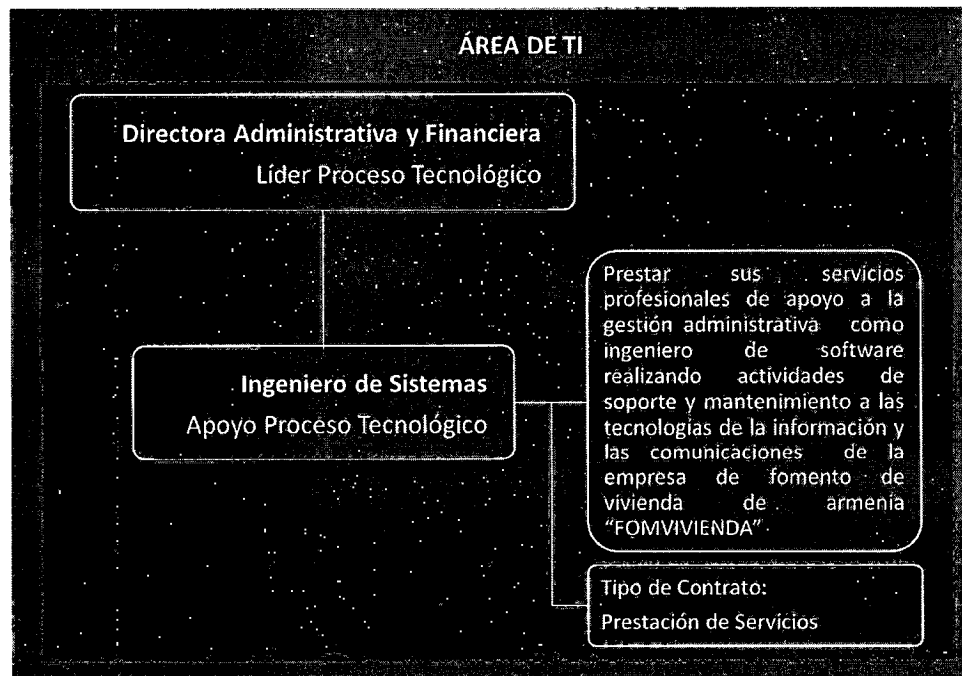 ÁREA DE TI
Directora Administrativa y Financiera
Líder Proceso Tecnológico
Ingeniero de Sistemas
Apoyo Proceso Tecnológico
Prestar sus servicios
profesionales de apoyo a la
gestión administrativa como
ingeniero de software
realizando actividades de
soporte y mantenimiento a las
tecnologías de la información y
las comunicaciones de la
empresa de fomento de
vivienda de armenia
“FOMVIVIENDA”
Tipo de Contrato:
Prestación de Servicios